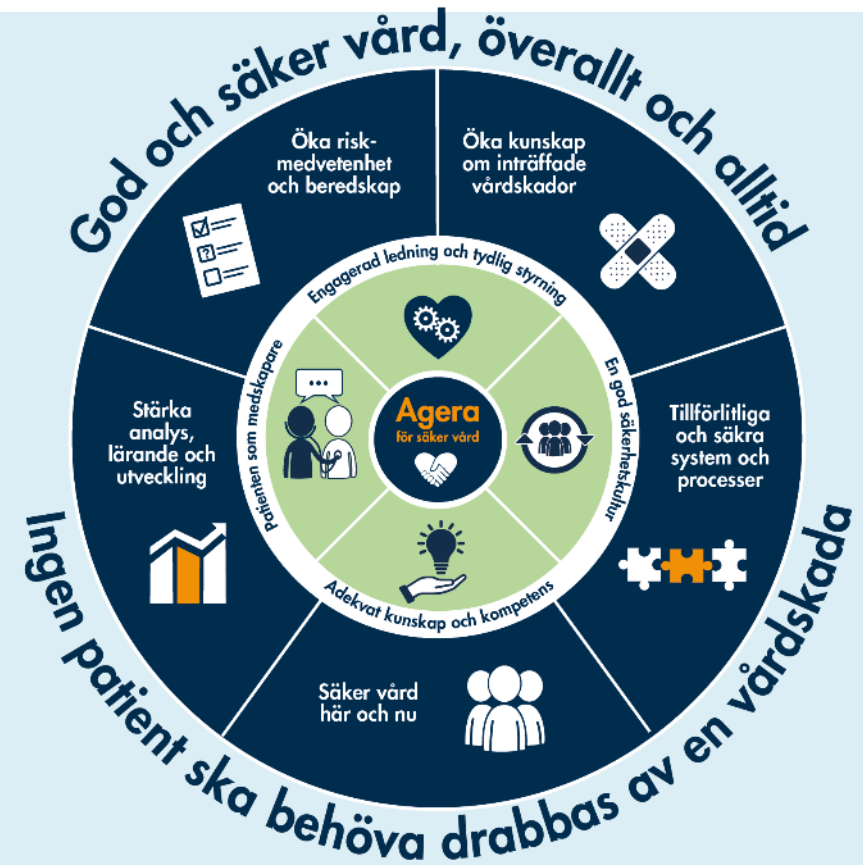 God och säker vård, överallt och alltid
Öka risk-
medvetenhet
och beredskap
Öka kunskap
om inträffade
vårdskador
Engagerad ledning och tydlig styrning
Patienten som medskapare
En god säkerhetskultur
Agera
för säker vård
Stärka
analys,
lärande och
utveckling
Tillförlitliga
och säkra
system och
processer
?
Adekvat kunskap och kompetens
Säker vård
här och nu
Ingen patient ska behöva drabbas av en vårdskada